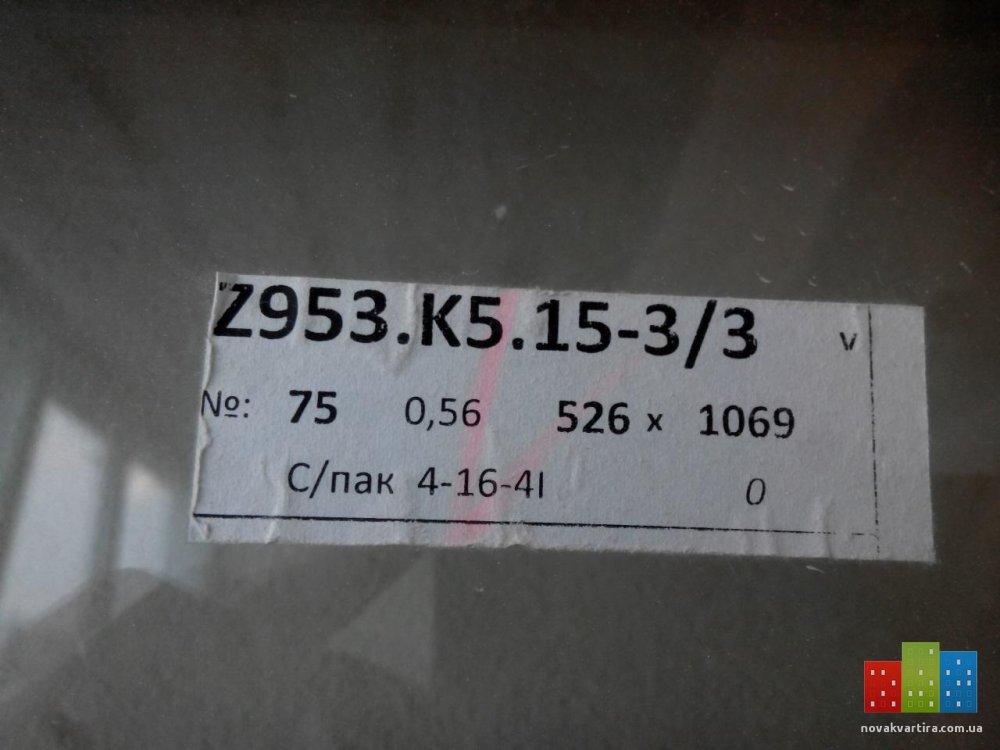 Z953.K5.15-3/3 v
№: 75 0,56 526 x 1069
С/пак 4-16-4I 0
novakvartira.com.ua